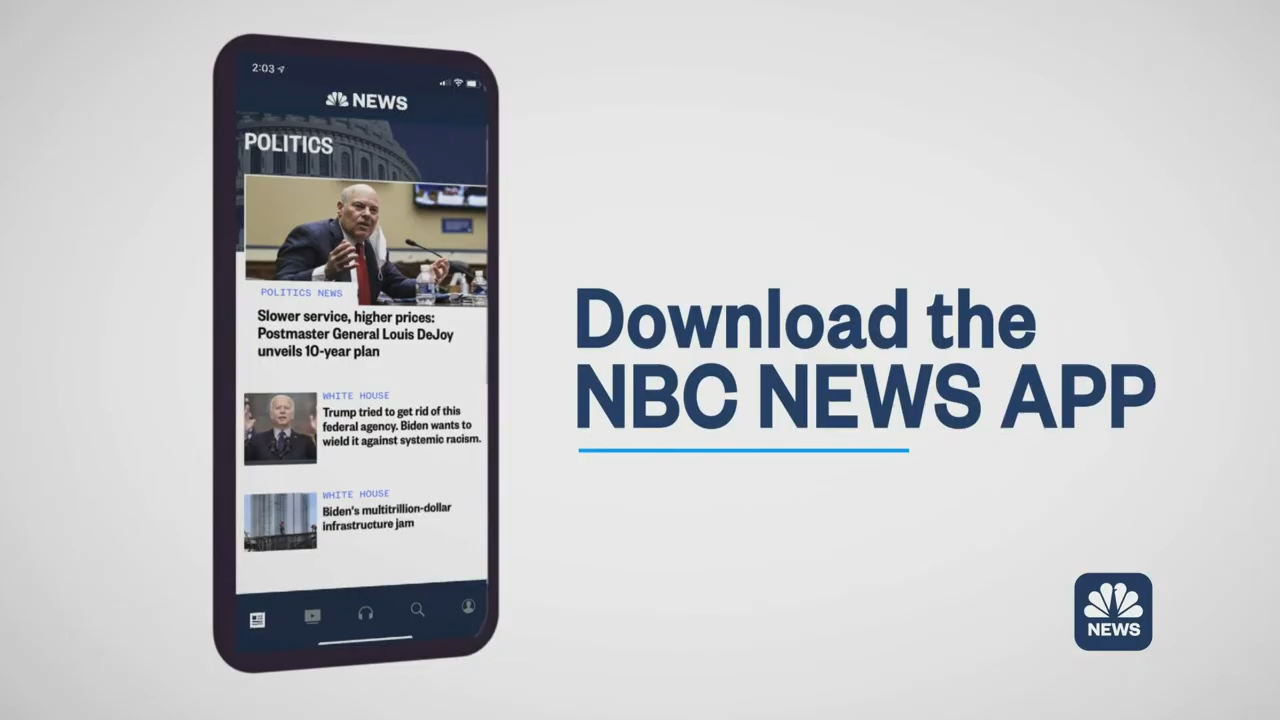 2:03
NEWS
POLITICS
POLITICS NEWS
Slower service, higher prices:
Postmaster General Louis DeJoy
unveils 10-year plan
WHITE HOUSE
Trump tried to get rid of this
federal agency. Biden wants to
wield it against systemic racism.
WHITE HOUSE
Biden's multitrillion-dollar
infrastructure jam
Download the
NBC NEWS APP
NEWS